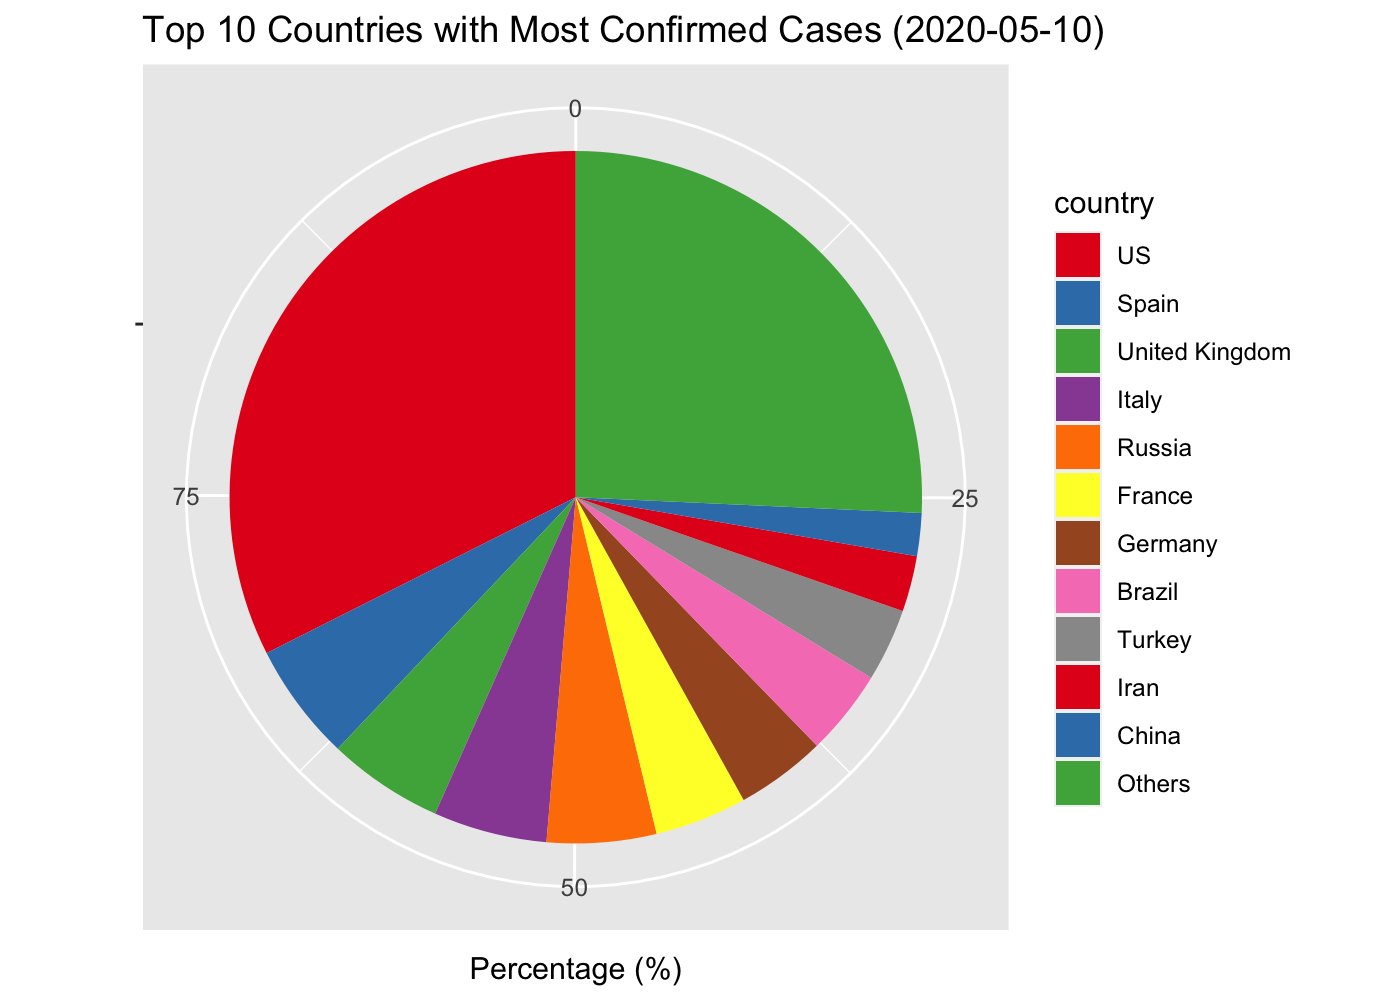 Top 10 Countries with Most Confirmed Cases (2020-05-10)
0
25
50
75
-
Percentage (%)
country
US
Spain
United Kingdom
Italy
Russia
France
Germany
Brazil
Turkey
Iran
China
Others